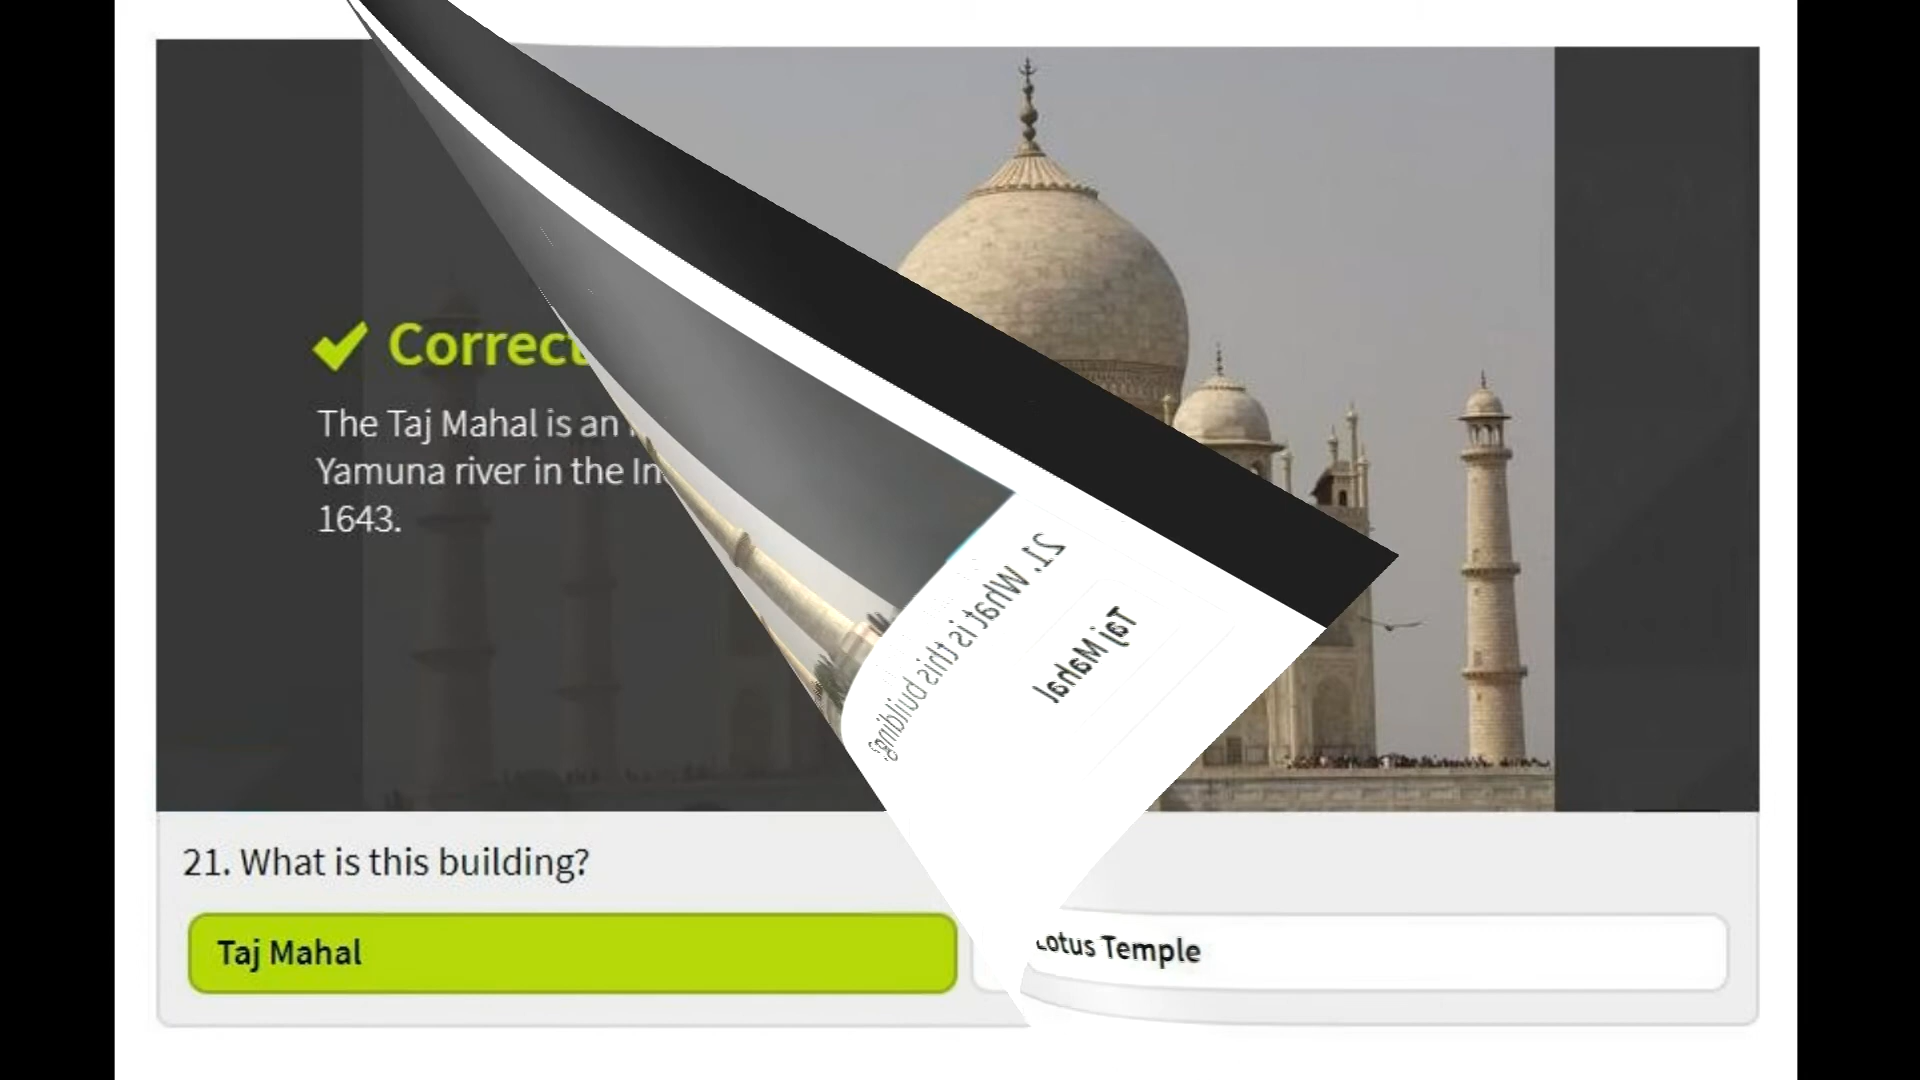 Correct
The Taj Mahal is an
Yamuna river in the In
1643.
21. What is this building?
Taj Mahal
21. What is this building?
Taj Mahal
Lotus Temple